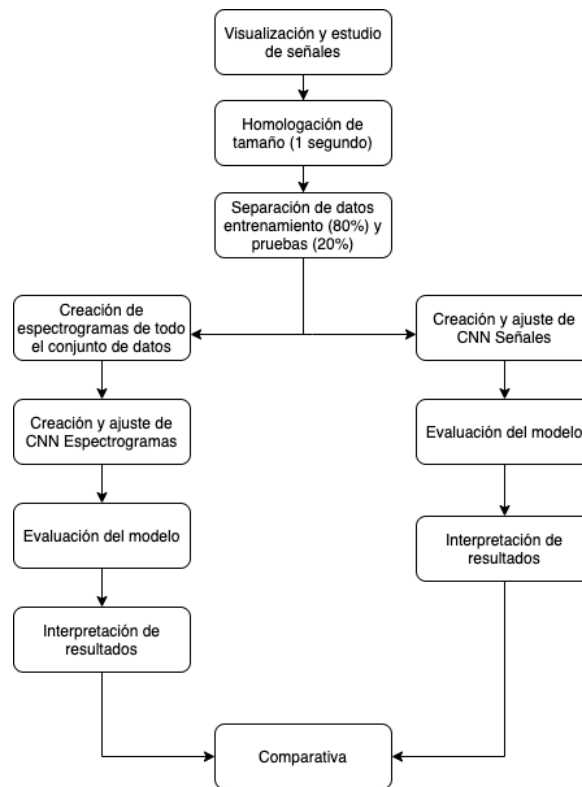 Visualización y estudio
de señales
Homologación de
tamaño (1 segundo)
Separación de datos
entrenamiento (80%) y
pruebas (20%)
Creación de
espectrogramas de todo
el conjunto de datos
Creación y ajuste de
CNN Espectrogramas
Evaluación del modelo
Interpretación de
resultados
Creación y ajuste de
CNN Señales
Evaluación del modelo
Interpretación de
resultados
Comparativa